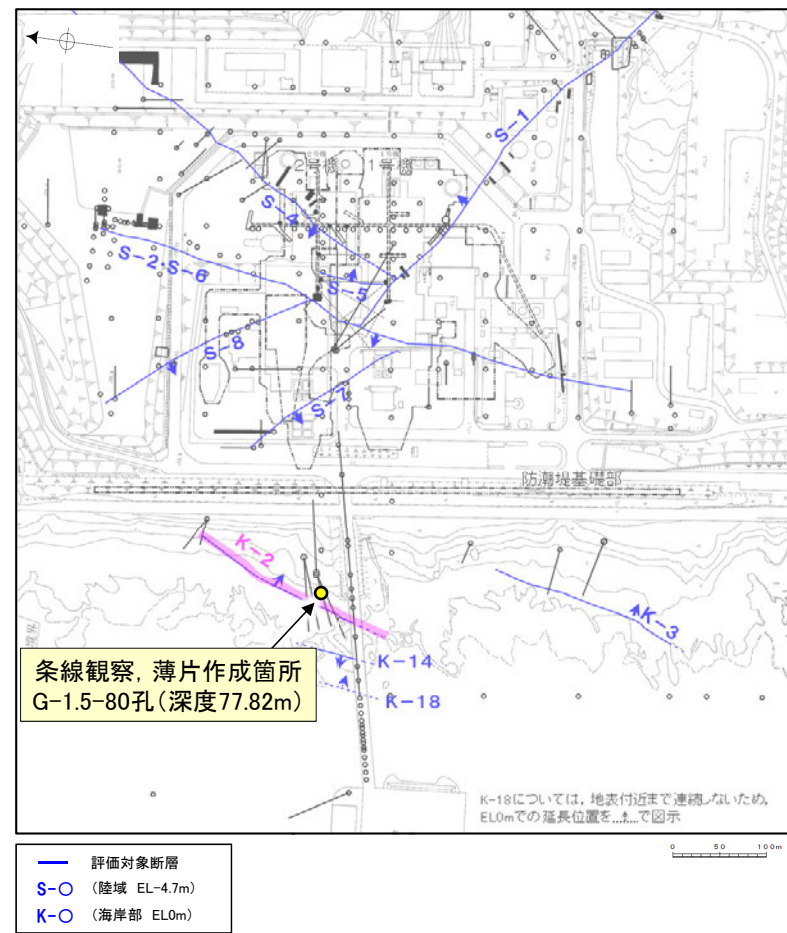 S-1
2号機
1号機
S-4
S-2・S-6
S-5
S-8
S-7
防潮堤基礎部
K-2
K-3
条線観察, 薄片作成箇所
G-1.5-80孔(深度77.82m)
K-14
K-18
K-18については, 地表付近まで連続しないため,
EL0mでの延長位置を...で図示
0 50 100m
評価対象断層
S-○ (陸域 EL-4.7m)
K-○ (海岸部 EL0m)